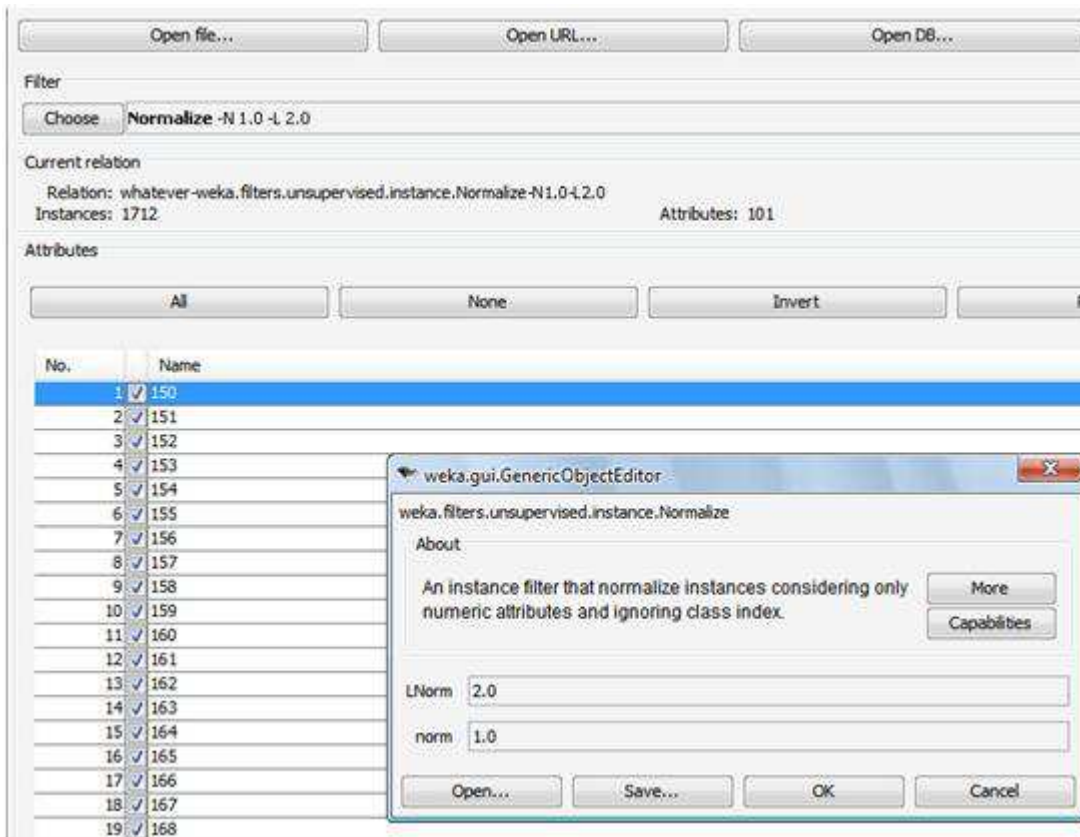 Open file... Open URL... Open DB...
Filter
Choose Normalize -N 1.0 -L 2.0
Current relation
Relation: whatever-weka.filters.unsupervised.instance.Normalize-N1.0-L2.0
Instances: 1712 Attributes: 101
Attributes
All None Invert
No. Name
1 150
2 151
3 152
4 153
5 154
6 155
7 156
8 157
9 158
10 159
11 160
12 161
13 162
14 163
15 164
16 165
17 166
18 167
19 168
weka.gui.GenericObjectEditor
weka.filters.unsupervised.instance.Normalize
About
An instance filter that normalize instances considering only
numeric attributes and ignoring class index.
More
Capabilities
LNorm 2.0
norm 1.0
Open... Save... OK Cancel